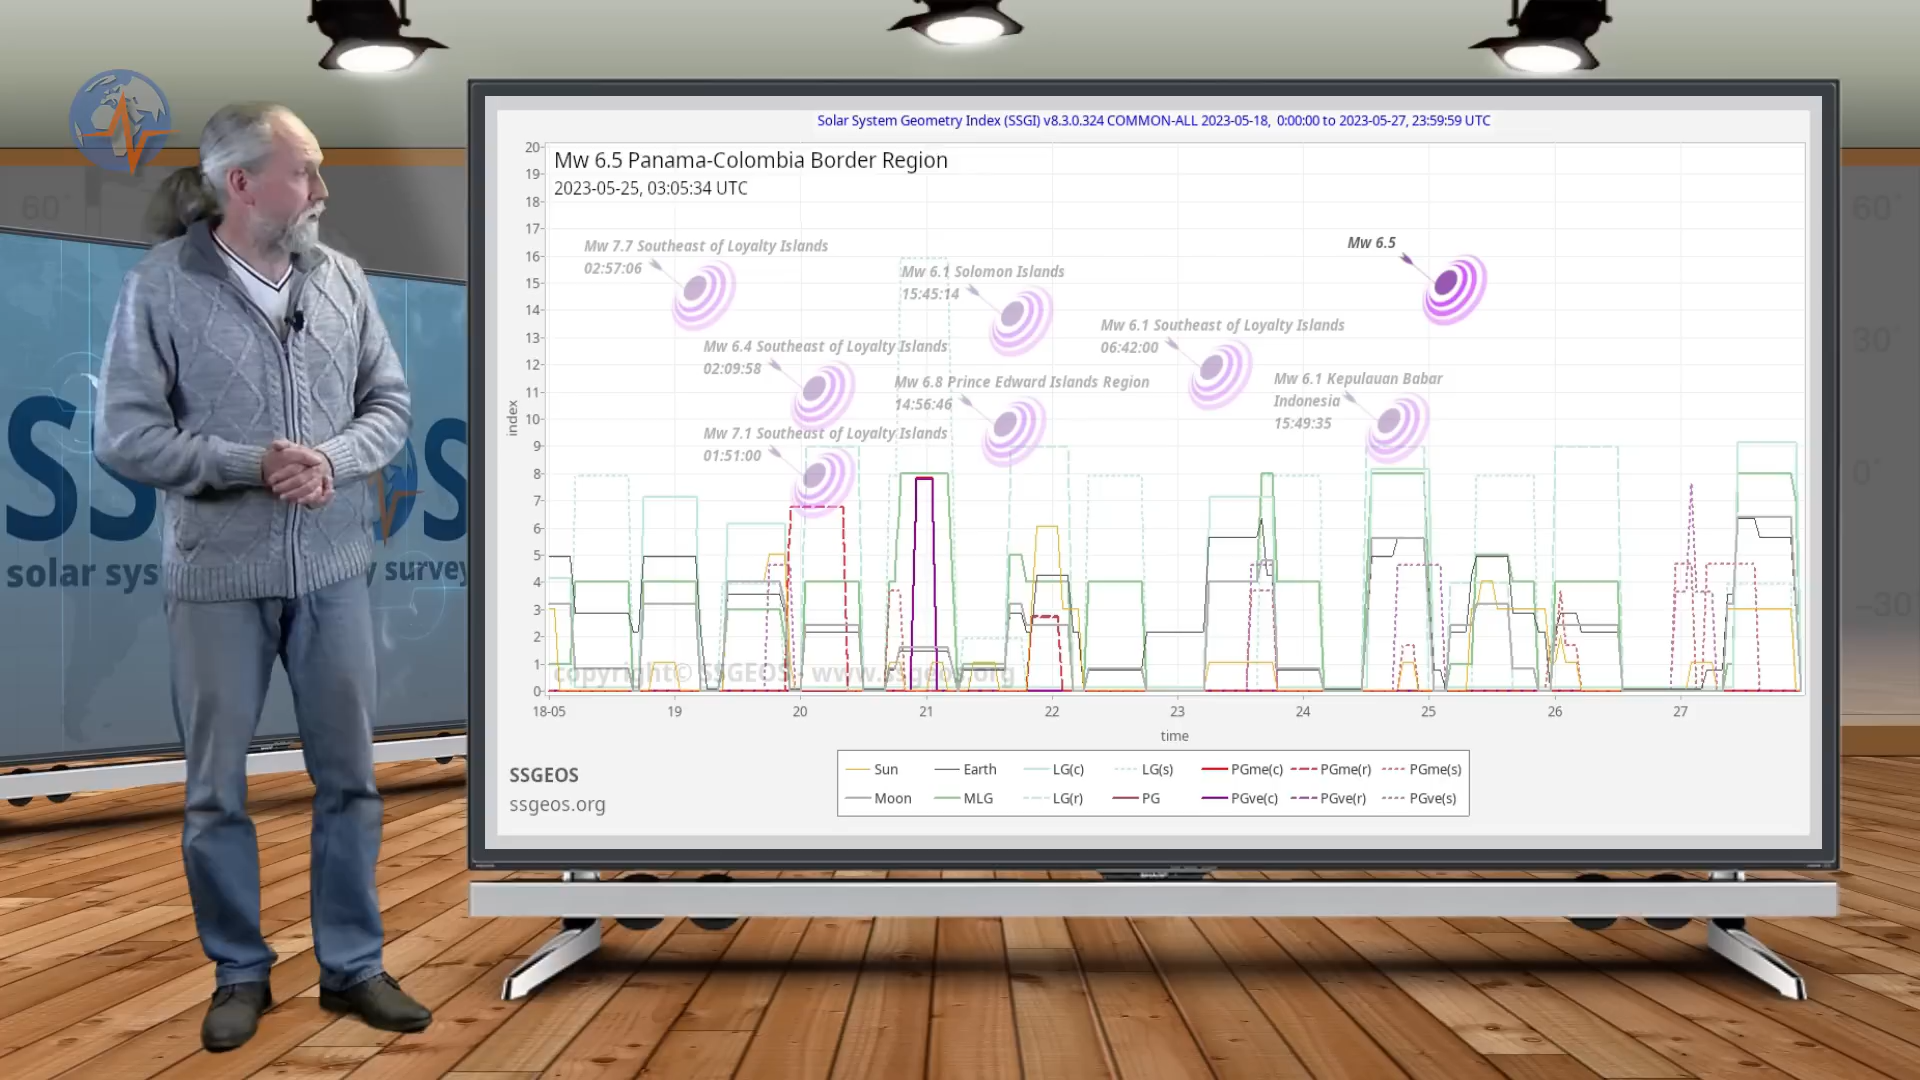 Solar System Geometry Index (SSGI) v8.3.0.324 COMMON-ALL 2023-05-18, 0:00:00 to 2023-05-27, 23:59:59 UTC
Mw 6.5 Panama-Colombia Border Region
2023-05-25, 03:05:34 UTC
Mw 7.7 Southeast of Loyalty Islands
02:57:06
Mw 6.1 Solomon Islands
15:45:14
Mw 6.5
Mw 6.4 Southeast of Loyalty Islands
02:09:58
Mw 6.1 Southeast of Loyalty Islands
06:42:00
Mw 6.8 Prince Edward Islands Region
14:56:46
Mw 6.1 Kepulauan Babar
Indonesia
15:49:35
Mw 7.1 Southeast of Loyalty Islands
01:51:00
index
20
19
18
17
16
15
14
13
12
11
10
9
8
7
6
5
4
3
2
1
0
copyright© SSGEOS - www.ssgeos.org
18-05 19 20 21 22 23 24 25 26 27
time
Sun Earth LG(c) LG(s) PGme(c) PGme(r) PGme(s)
Moon MLG LG(r) PG PGve(c) PGve(r) PGve(s)
SSGEOS
ssgeos.org
60°
60°
30°
0°
-30°
SS OS
solar sys y survey